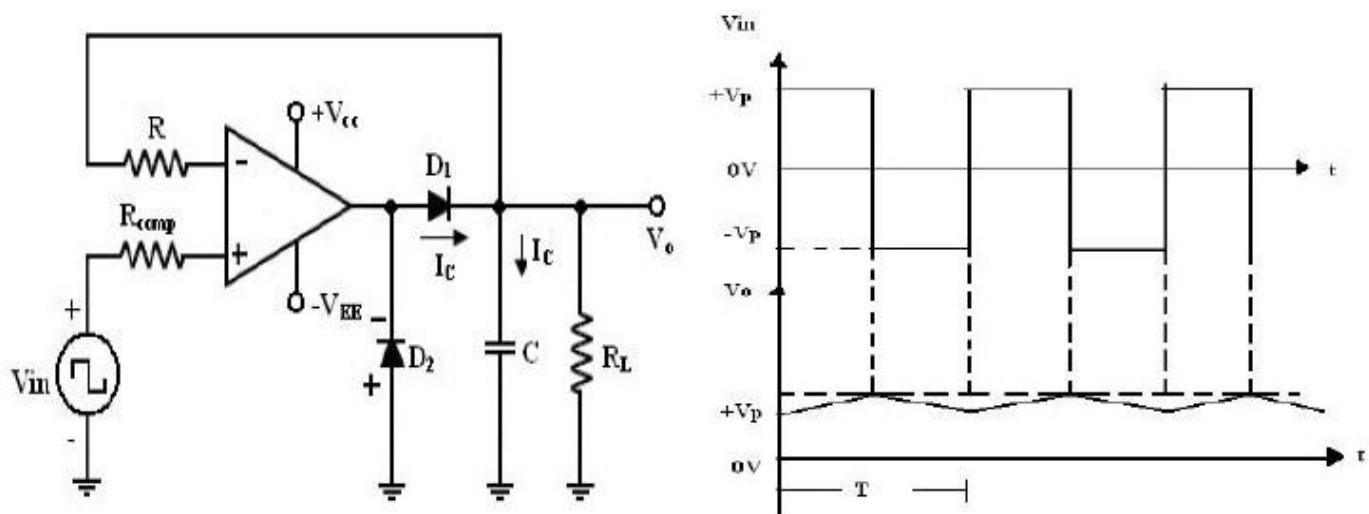 R
Rcomp
-
+
+Vcc
-VEE
D1
IC
IC
Vo
-
D2
+
C
RL
+
Vin
-
Vin
+VP
0V
t
-VP
Vo
+Vp
0V
t
T